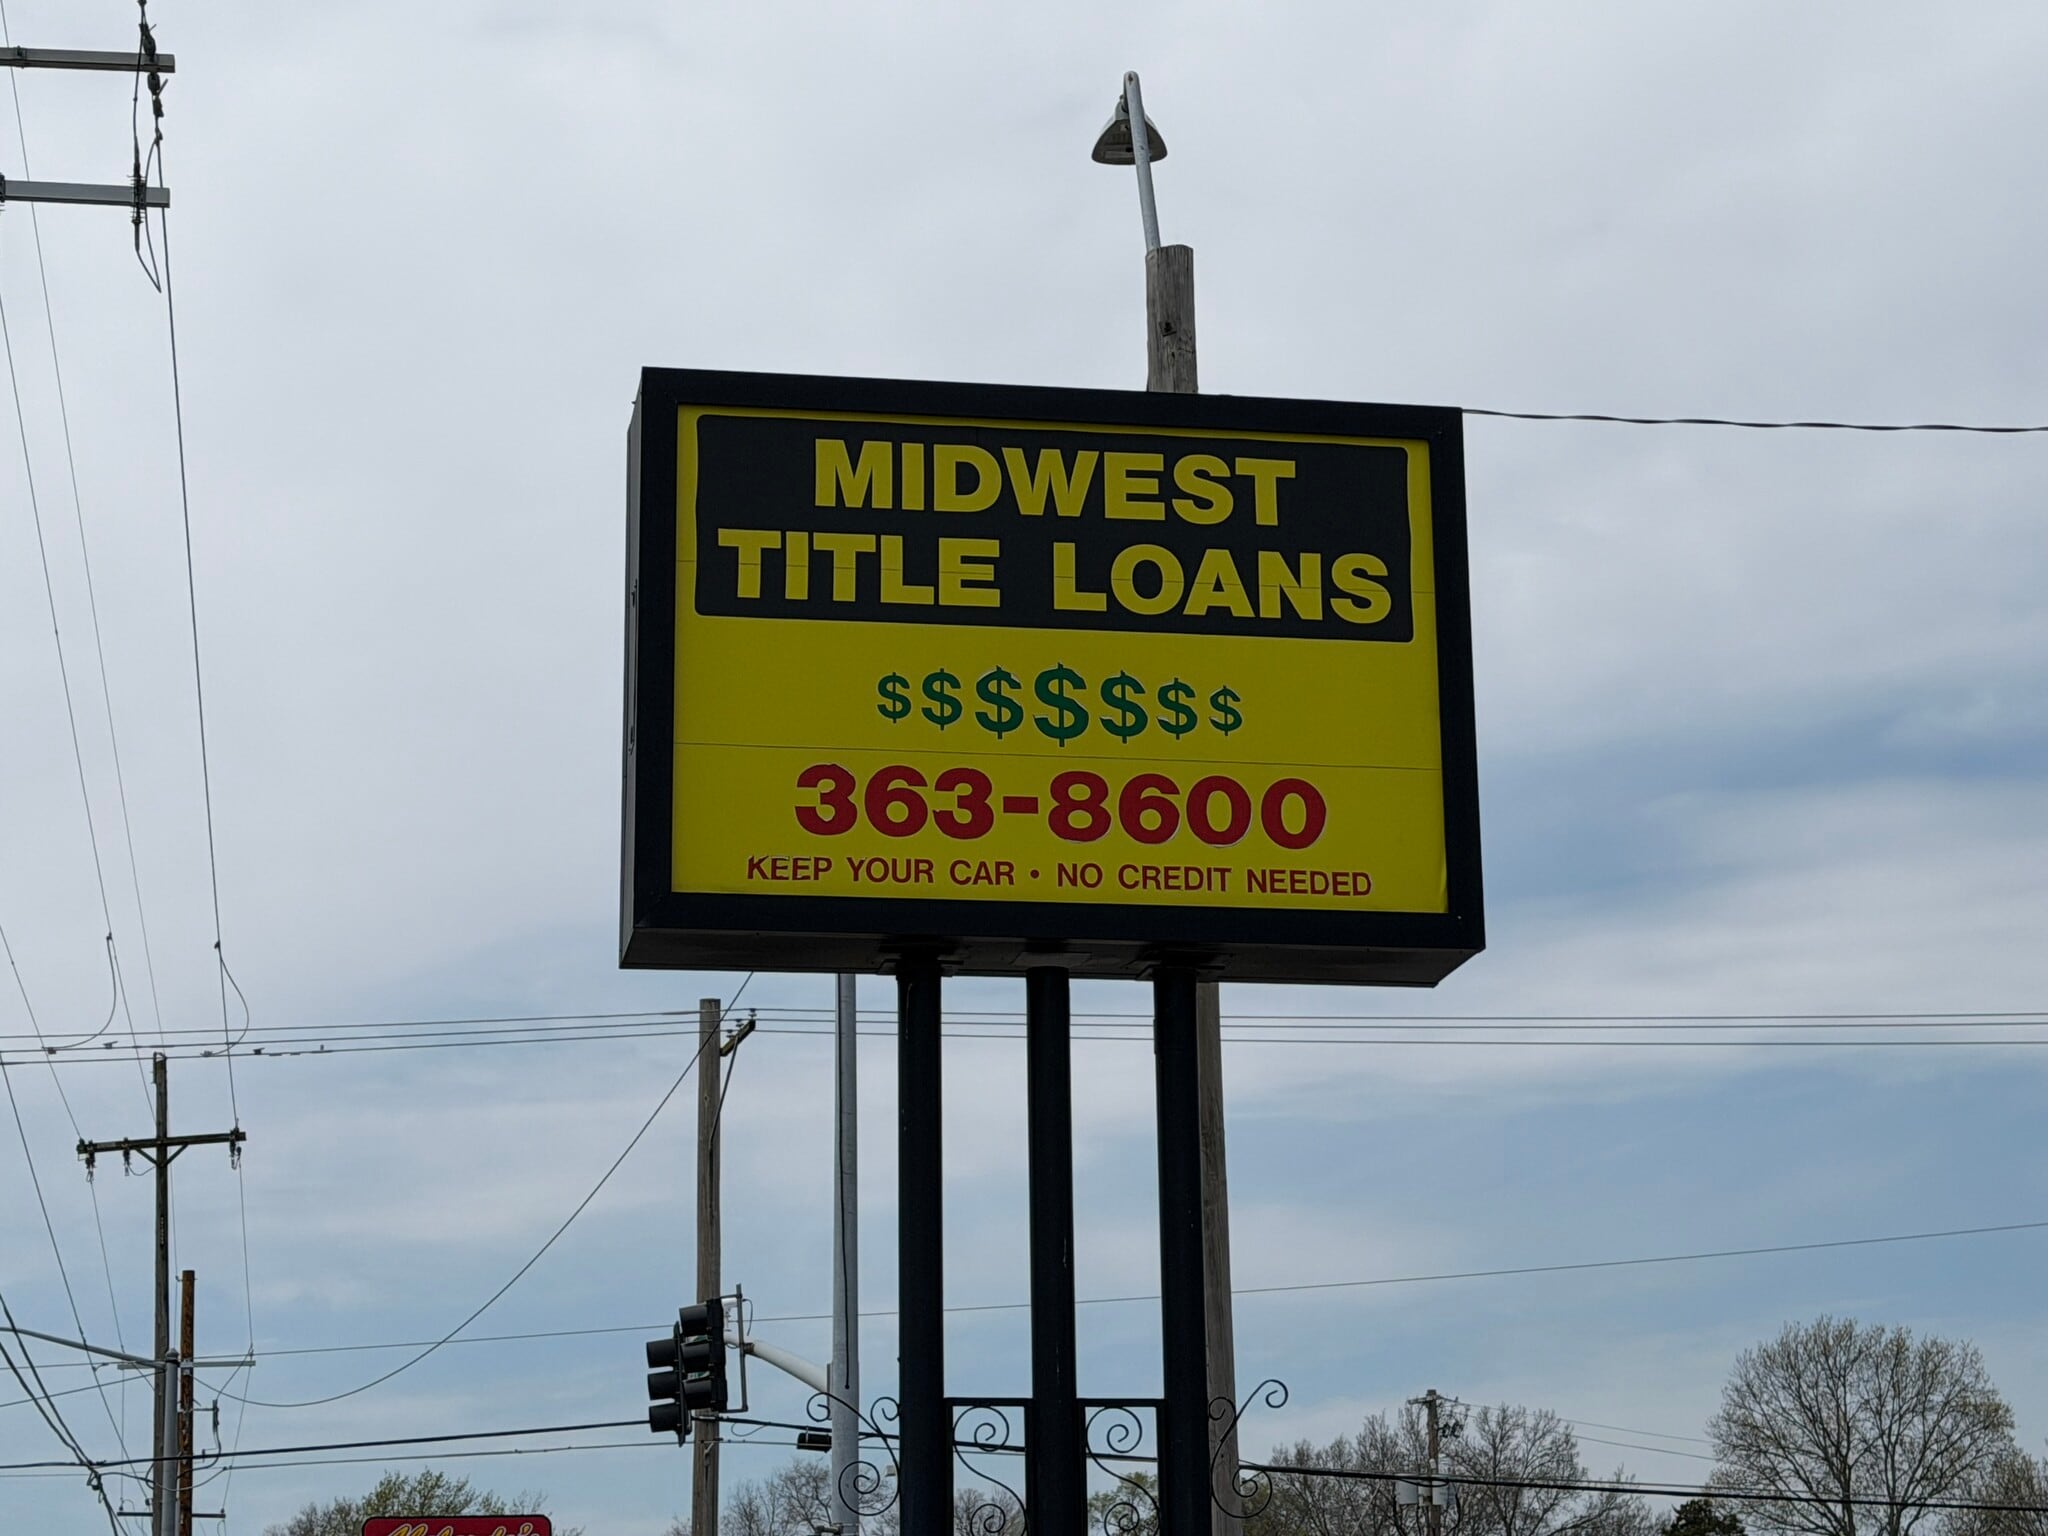 MIDWEST
TITLE LOANS
$$$$$$$
363-8600
KEEP YOUR CAR • NO CREDIT NEEDED